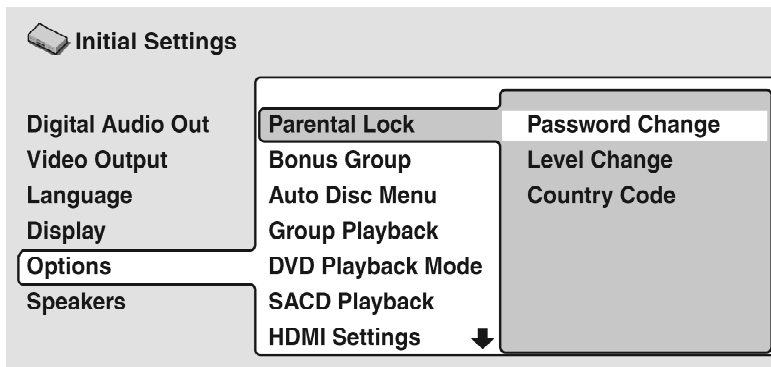 Initial Settings
Digital Audio Out
Video Output
Language
Display
Options
Speakers
Parental Lock
Bonus Group
Auto Disc Menu
Group Playback
DVD Playback Mode
SACD Playback
HDMI Settings
Password Change
Level Change
Country Code